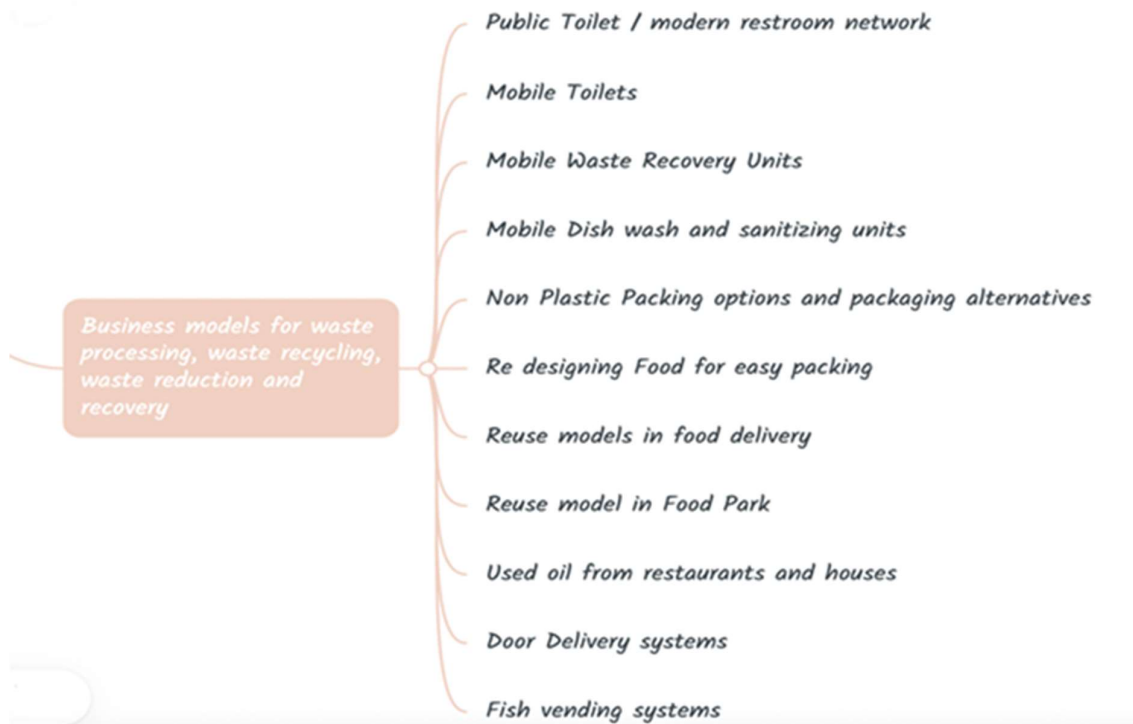 Public Toilet / modern restroom network
Mobile Toilets
Mobile Waste Recovery Units
Mobile Dish wash and sanitizing units
Non Plastic Packing options and packaging alternatives
Business models for waste
processing, waste recycling,
waste reduction and
recovery
Re designing Food for easy packing
Reuse models in food delivery
Reuse model in Food Park
Used oil from restaurants and houses
Door Delivery systems
Fish vending systems